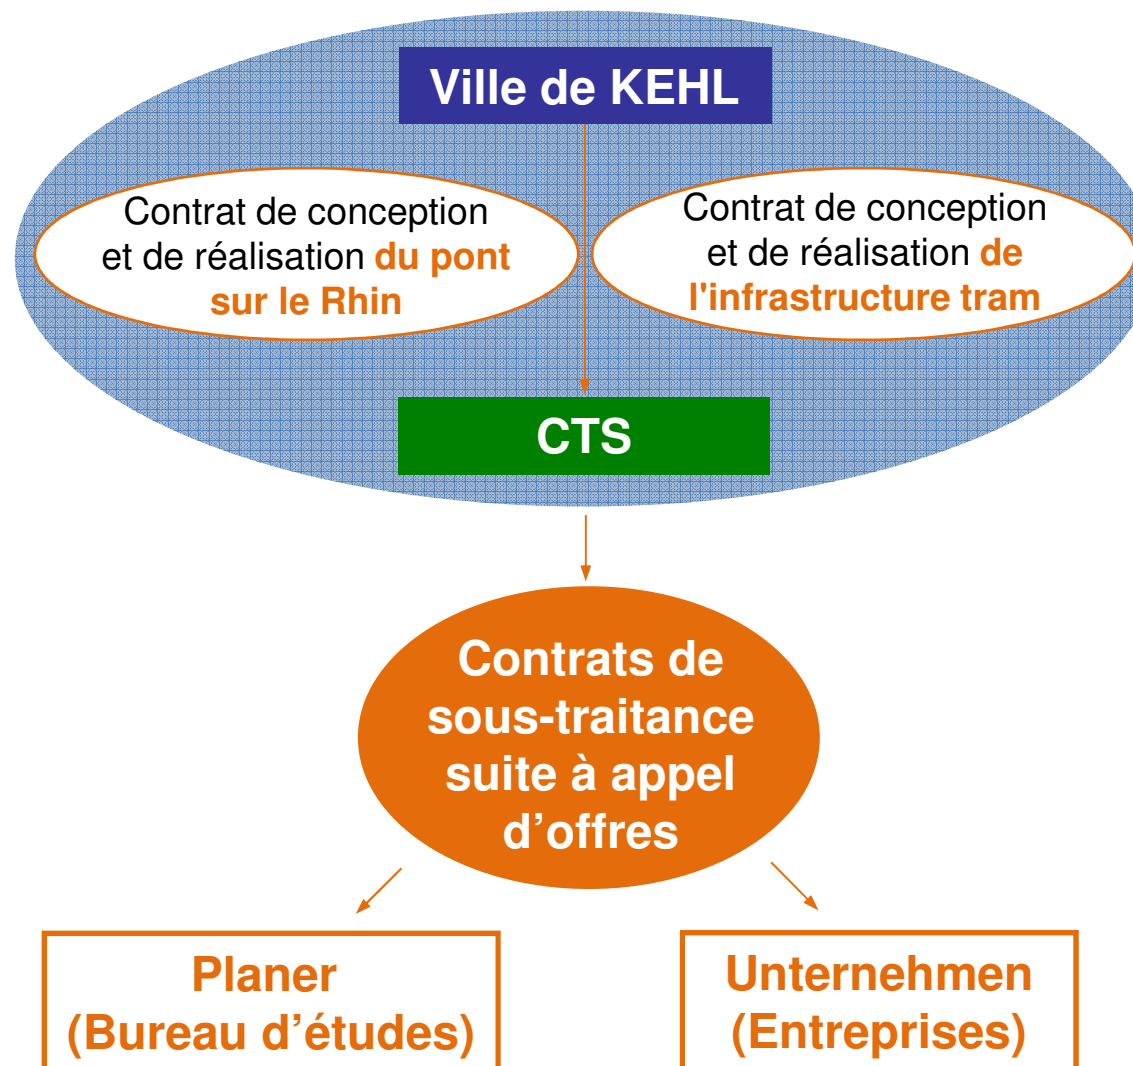 Ville de KEHL
Contrat de conception
et de réalisation du pont
sur le Rhin
Contrat de conception
et de réalisation de
l'infrastructure tram
CTS
Contrats de
sous-traitance
suite à appel
d’offres
Planer
(Bureau d’études)
Unternehmen
(Entreprises)